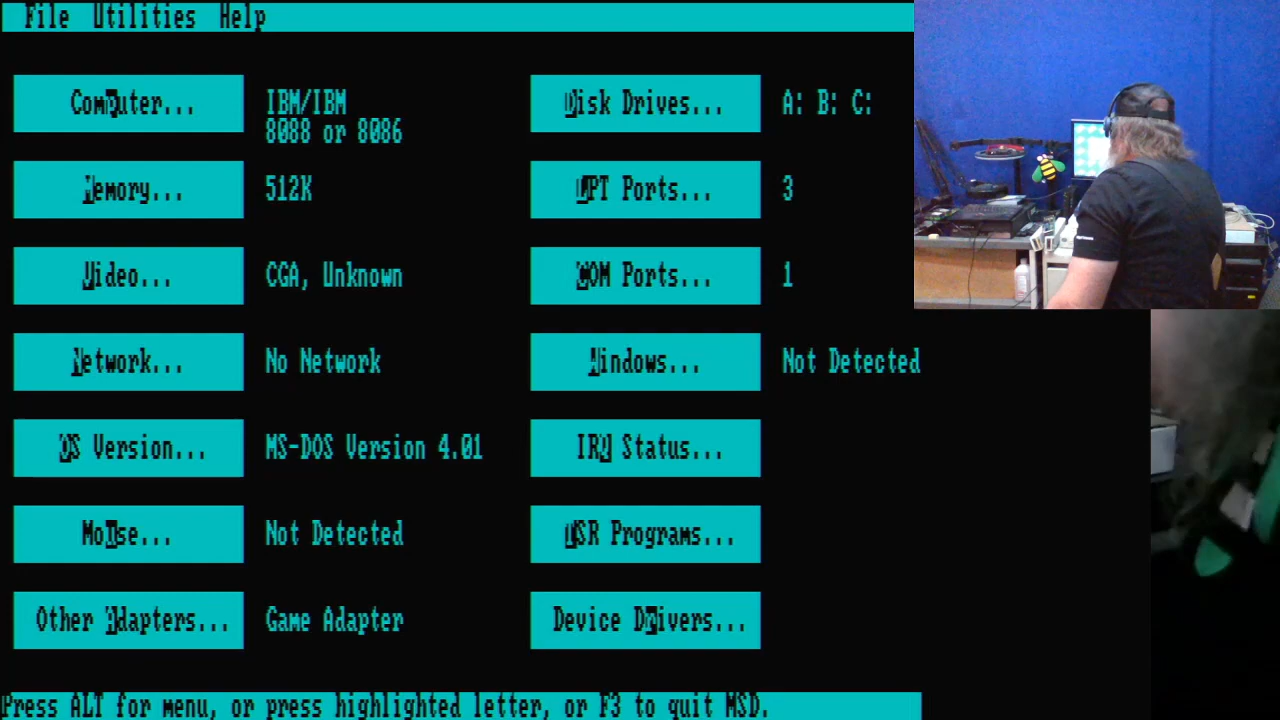 File Utilities Help
Computer... IBM/IBM Disk Drives... A: B: C:
8088 or 8086
Memory... 512K LPT Ports... 3
Video... CGA, Unknown COM Ports... 1
Network... No Network Windows... Not Detected
OS Version... MS-DOS Version 4.01 IRQ Status...
Mouse... Not Detected TSR Programs...
Other Adapters... Game Adapter Device Drivers...
Press ALT for menu, or press highlighted letter, or F3 to quit MSD.